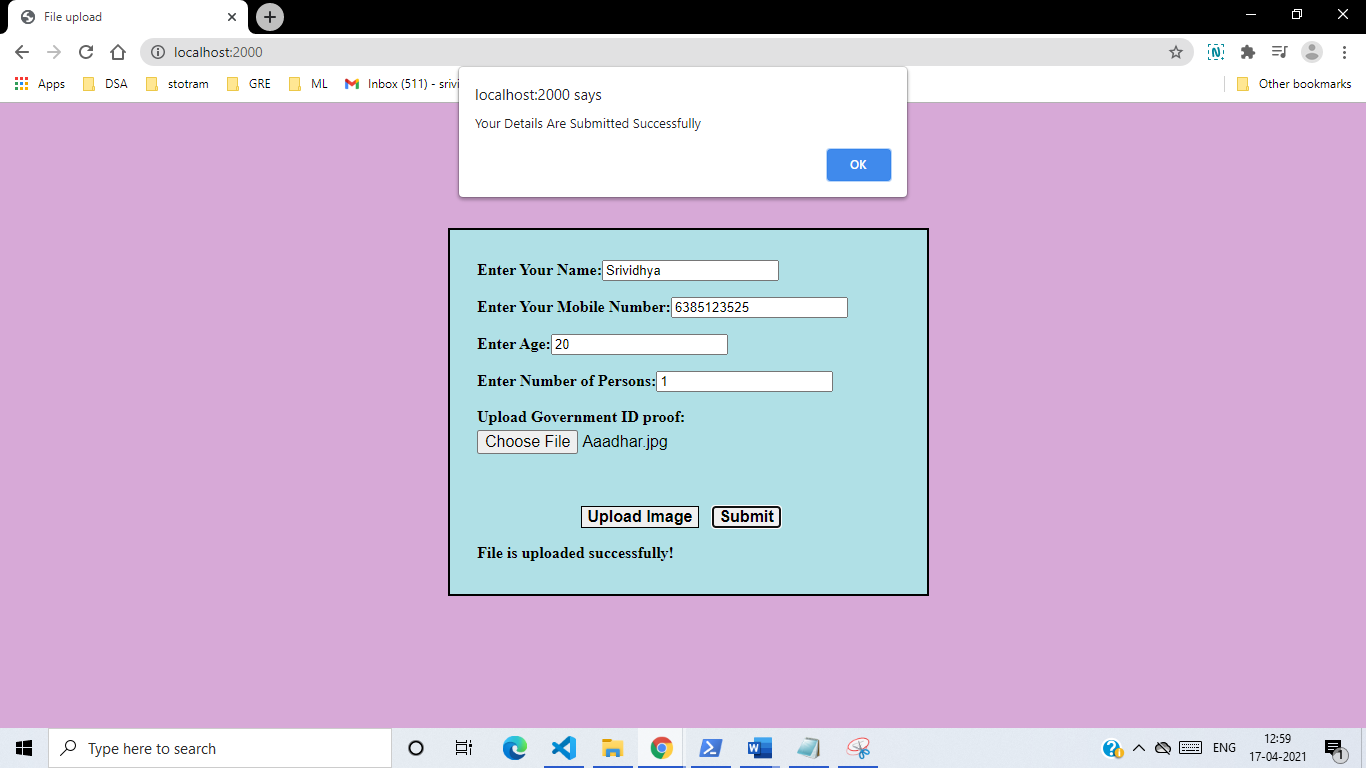 File upload
localhost:2000
Apps DSA stotram GRE ML Inbox (511) - srivi Other bookmarks
localhost:2000 says
Your Details Are Submitted Successfully
OK
Enter Your Name: Srividhya
Enter Your Mobile Number: 6385123525
Enter Age: 20
Enter Number of Persons: 1
Upload Government ID proof:
Choose File Aaadhar.jpg
Upload Image Submit
File is uploaded successfully!
Type here to search
ENG
12:59
17-04-2021
1